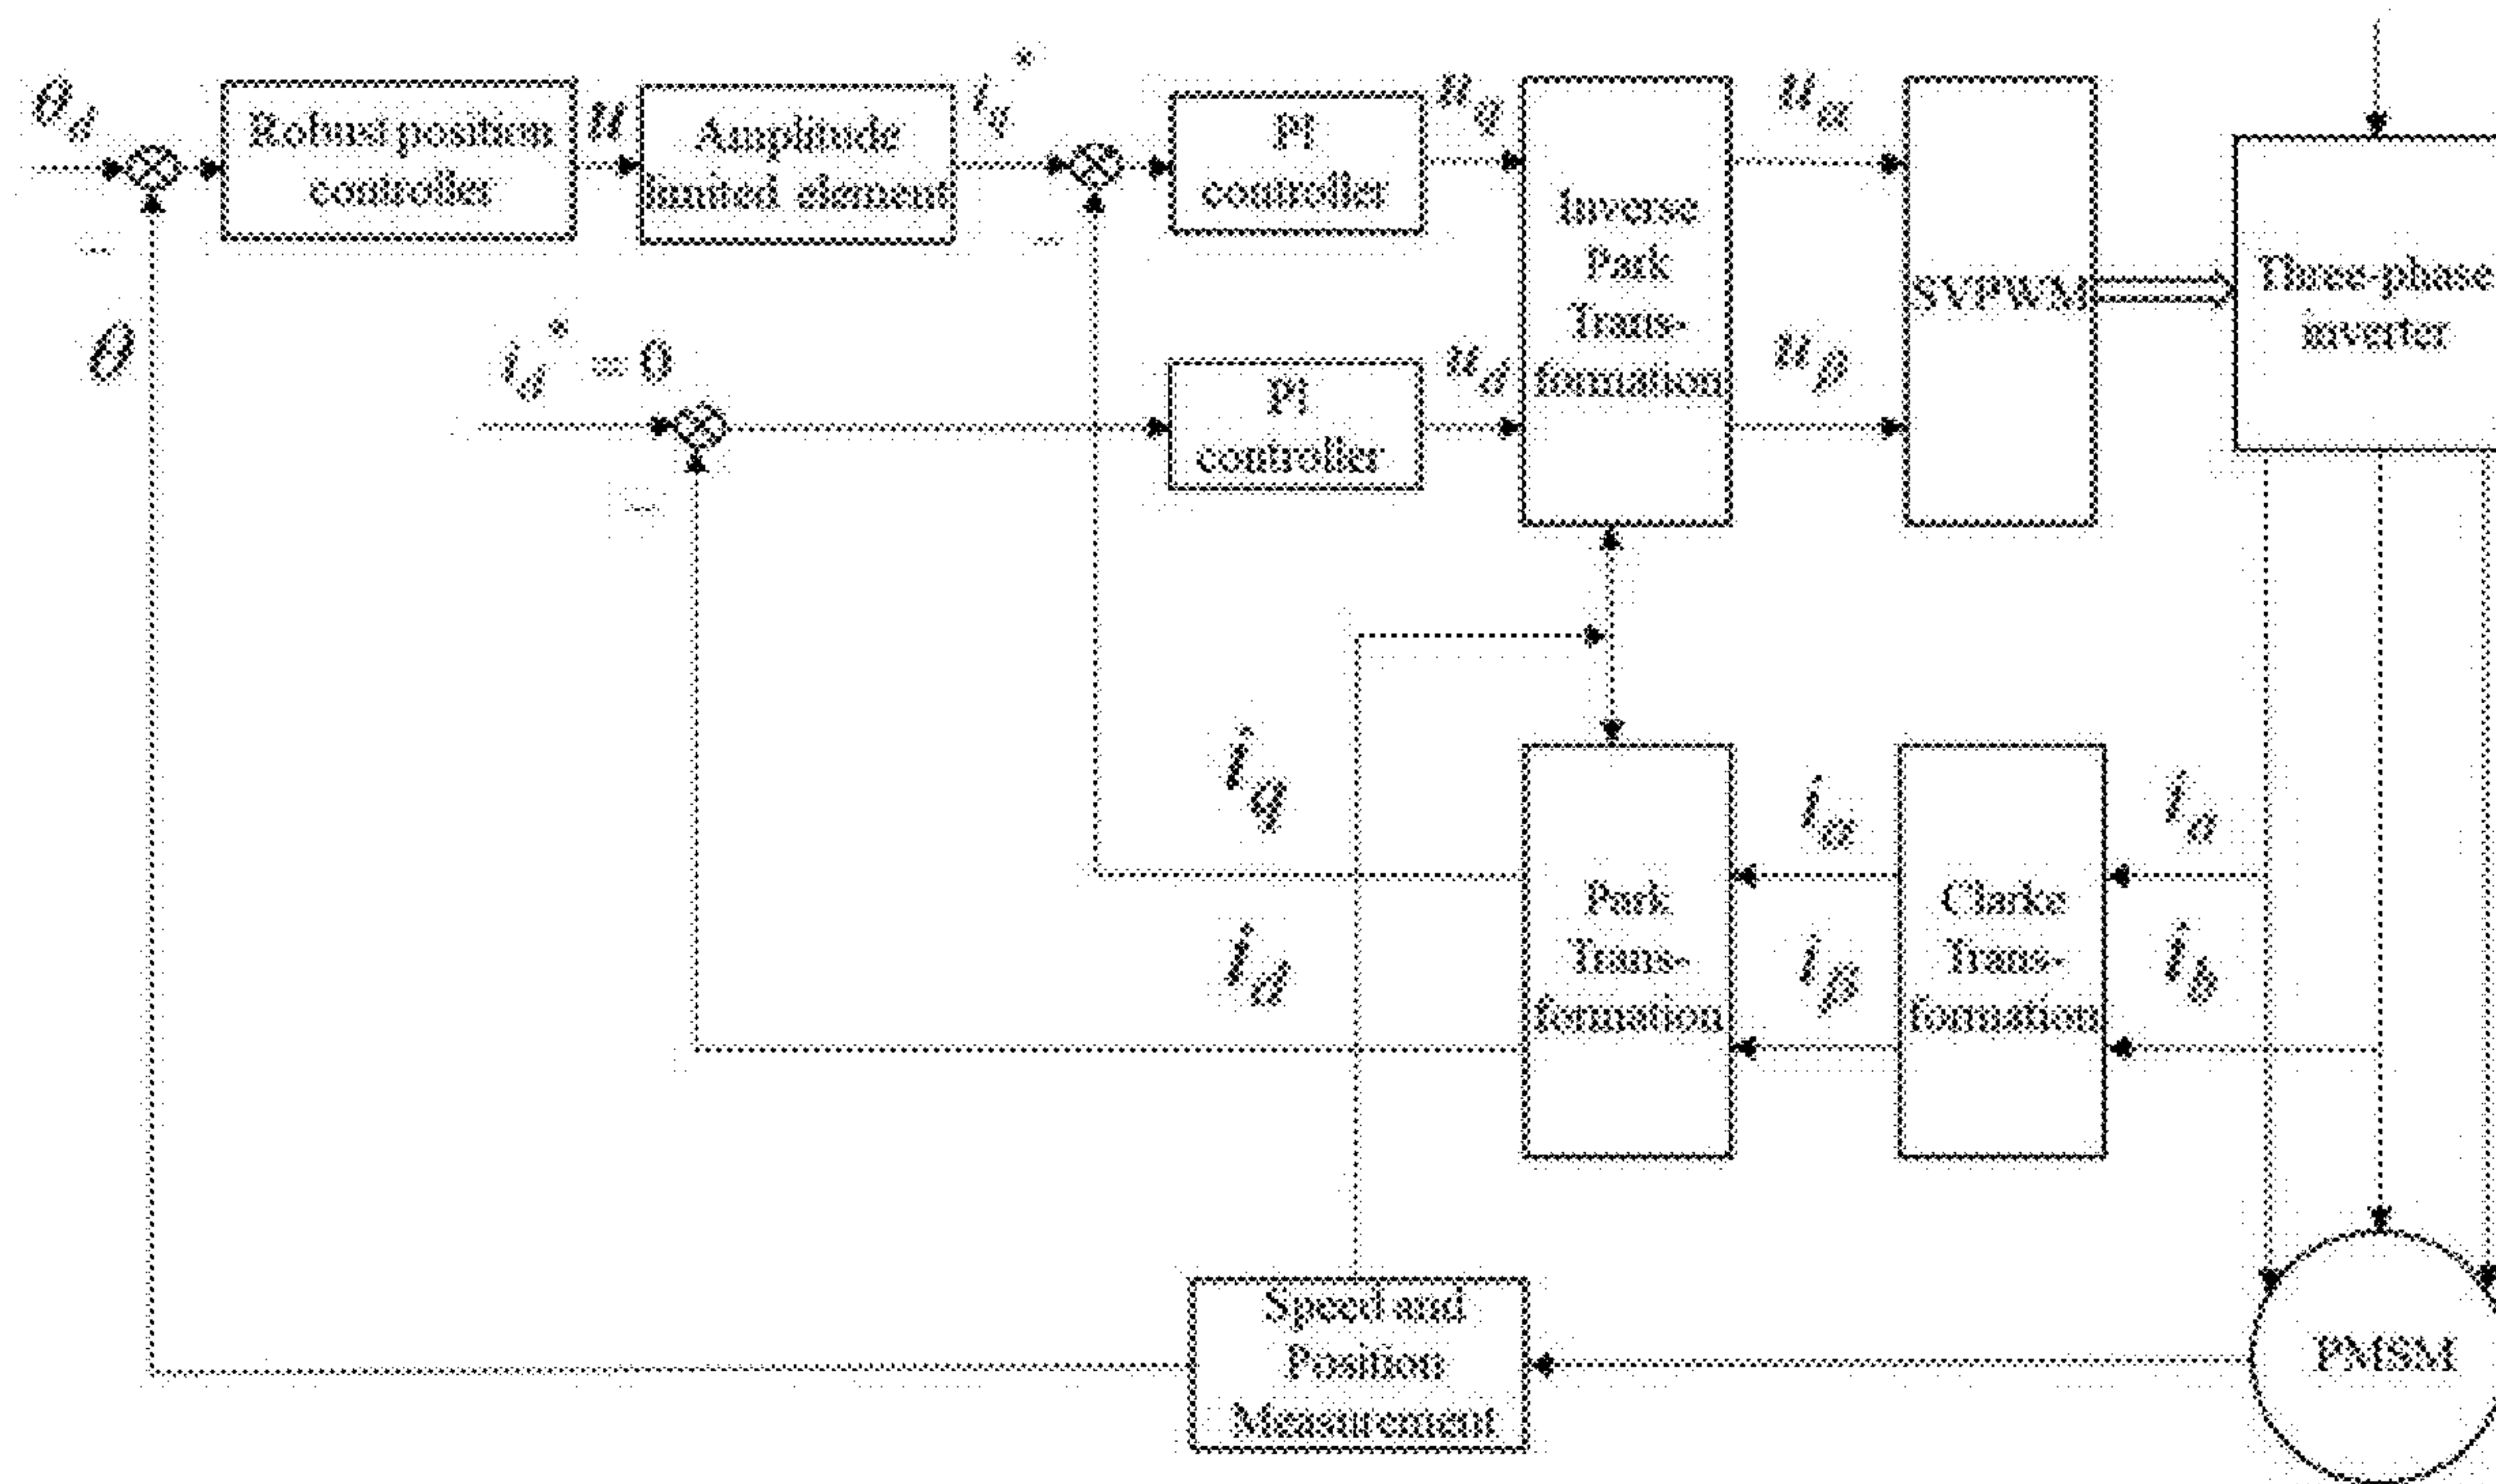 θd
Robust position
controller
u
Amplitude
limited element
iq*
PI
controller
uq
Inverse
Park
Trans-
formation
uα
SVPWM
Three-phase
inverter
−
−
θ
id* = 0
PI
controller
ud
uβ
−
iq
id
Park
Trans-
formation
iα
iβ
Clarke
Trans-
formation
ia
ib
Speed and
Position
Measurement
PMSM